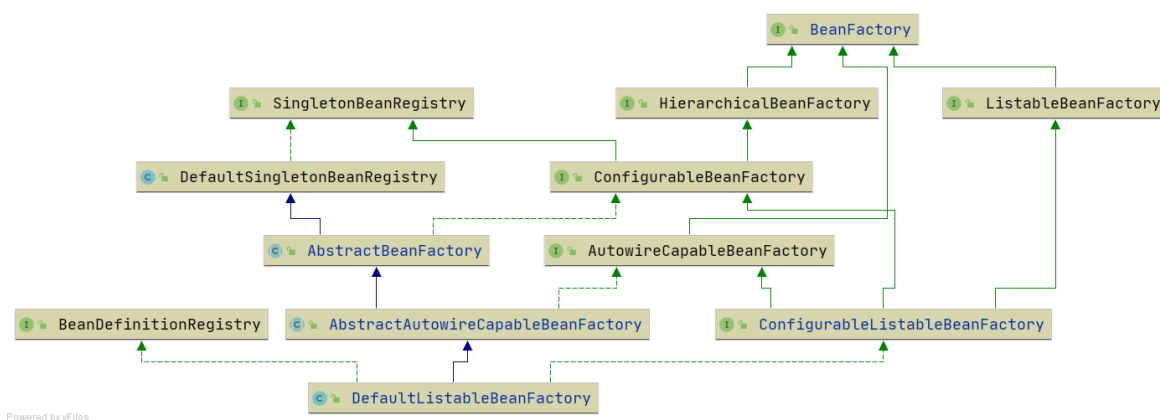 I BeanFactory
I SingletonBeanRegistry
I HierarchicalBeanFactory
I ListableBeanFactory
C DefaultSingletonBeanRegistry
I ConfigurableBeanFactory
C AbstractBeanFactory
I AutowireCapableBeanFactory
I BeanDefinitionRegistry
C AbstractAutowireCapableBeanFactory
I ConfigurableListableBeanFactory
C DefaultListableBeanFactory
Powered by yFiles